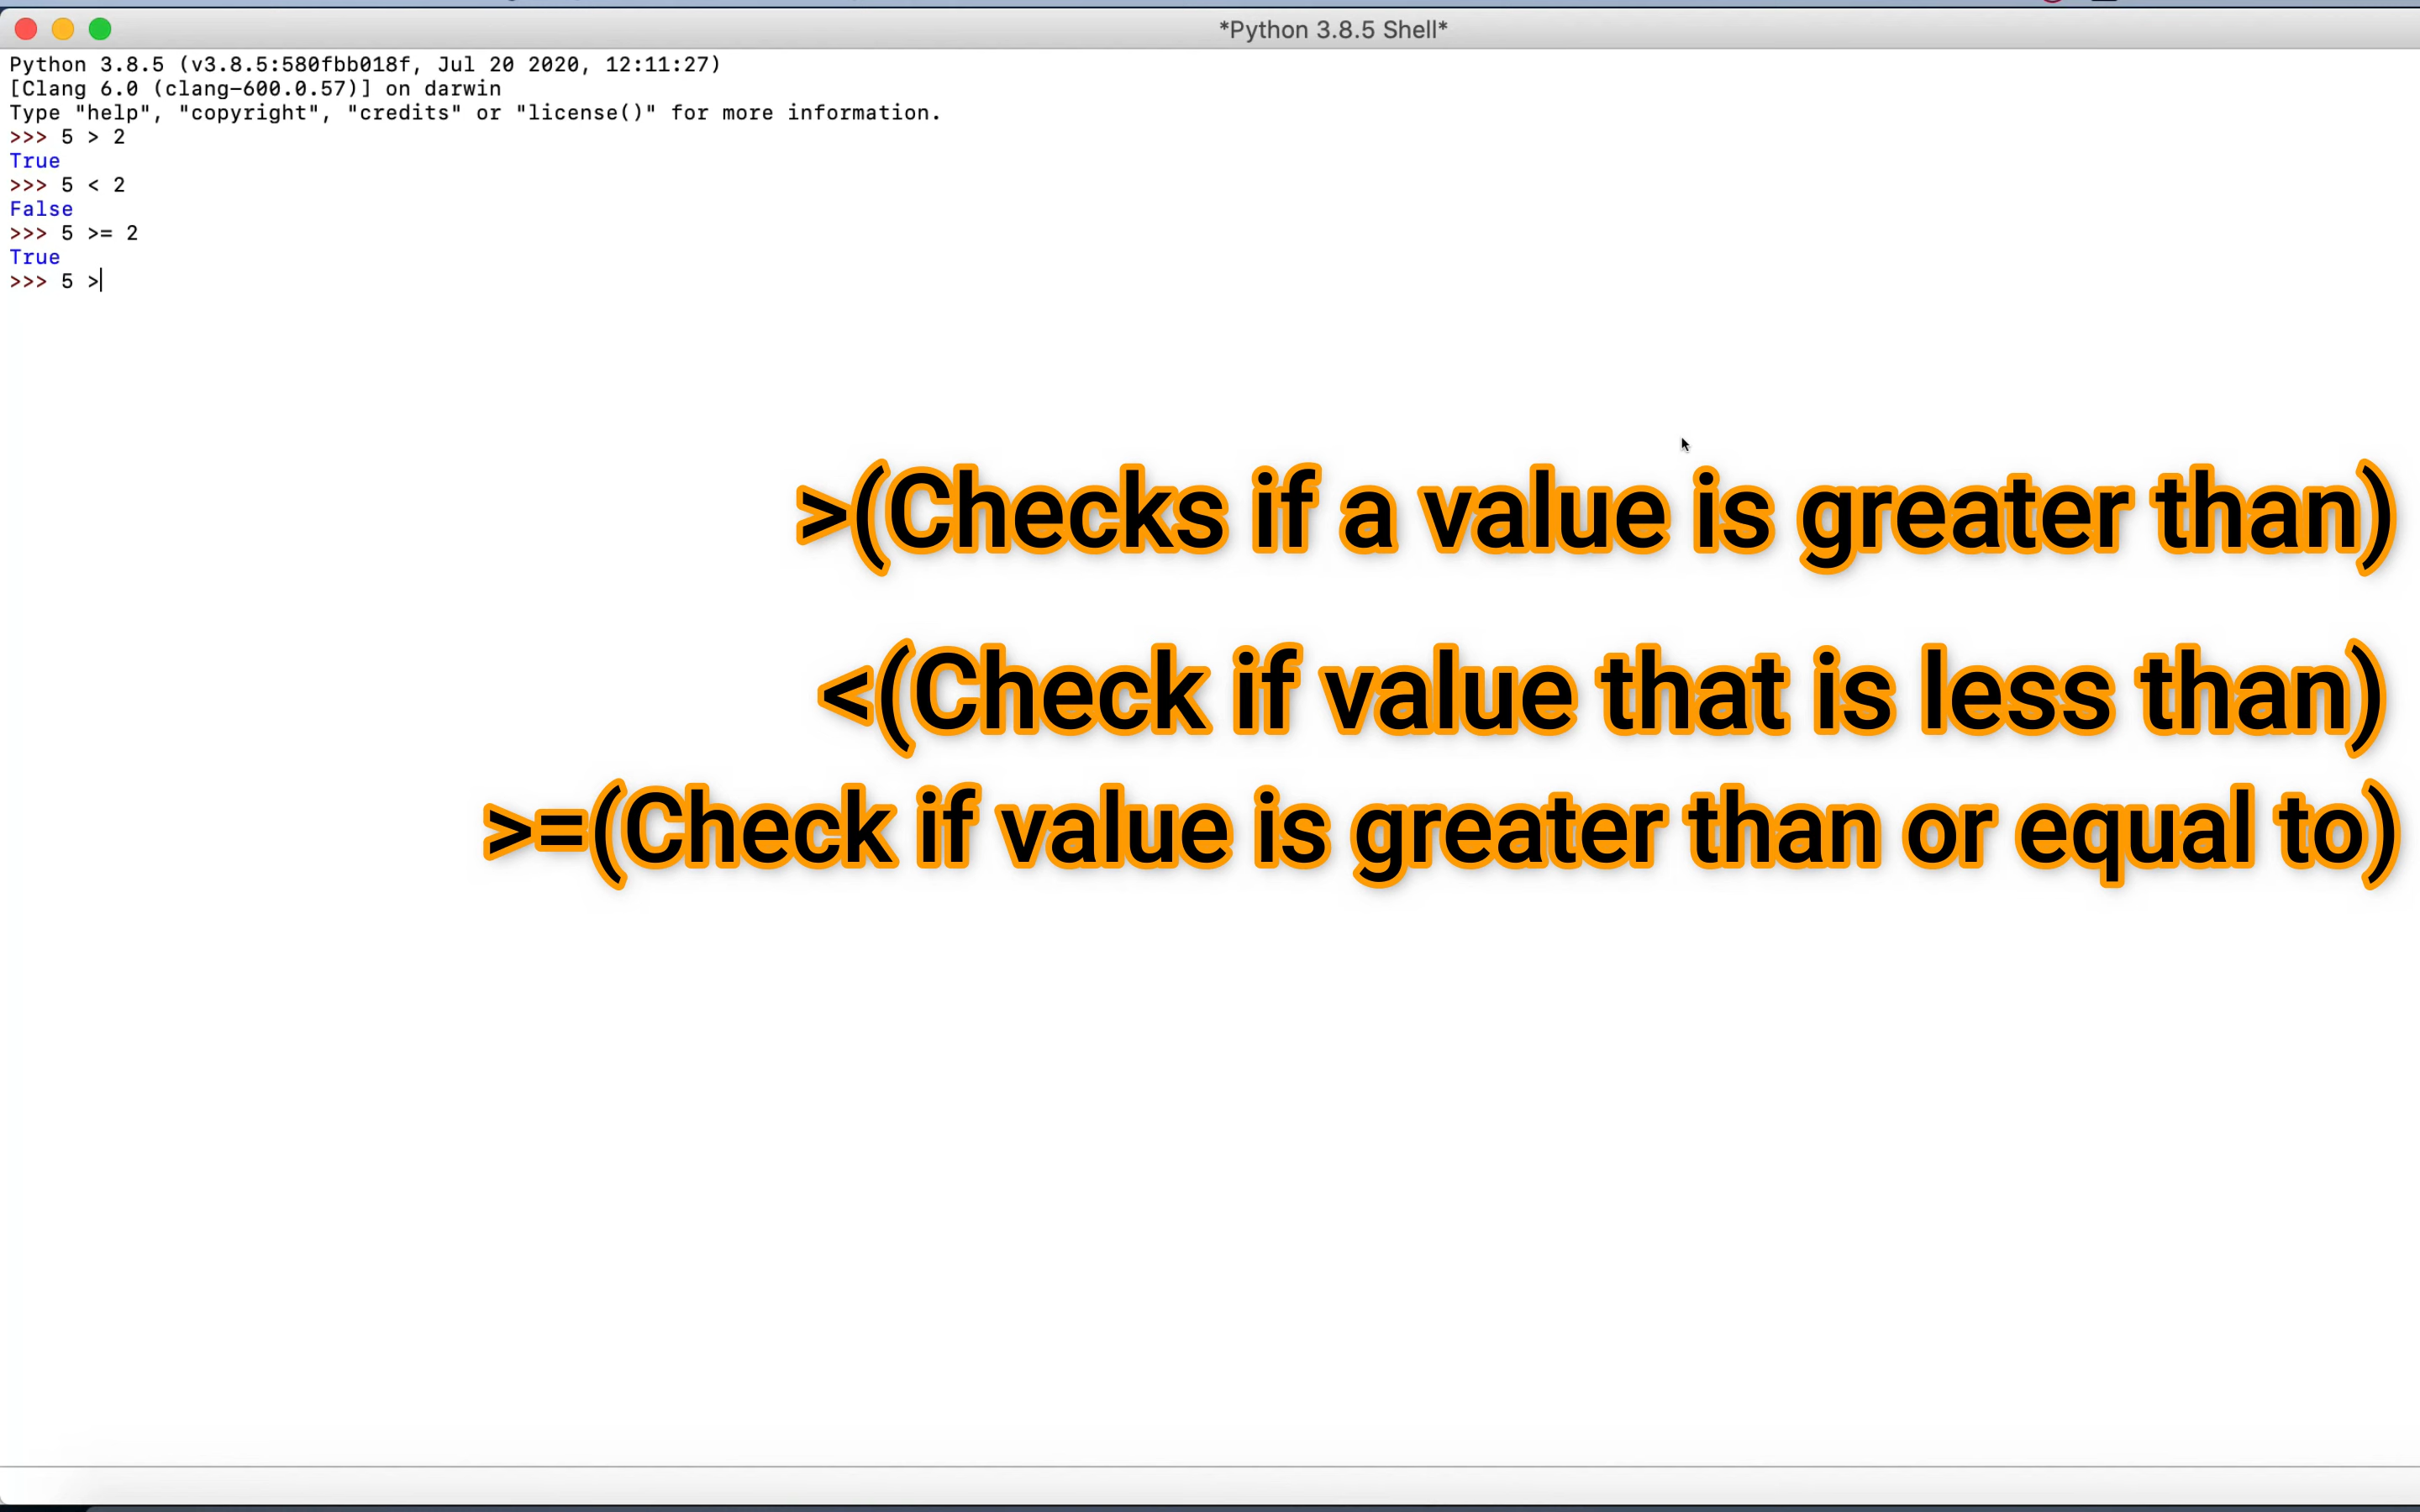 *Python 3.8.5 Shell*
Python 3.8.5 (v3.8.5:580fbb018f, Jul 20 2020, 12:11:27)
[Clang 6.0 (clang-600.0.57)] on darwin
Type "help", "copyright", "credits" or "license()" for more information.
>>> 5 > 2
True
>>> 5 < 2
False
>>> 5 >= 2
True
>>> 5 >
>(Checks if a value is greater than)
<(Check if value that is less than)
>=(Check if value is greater than or equal to)